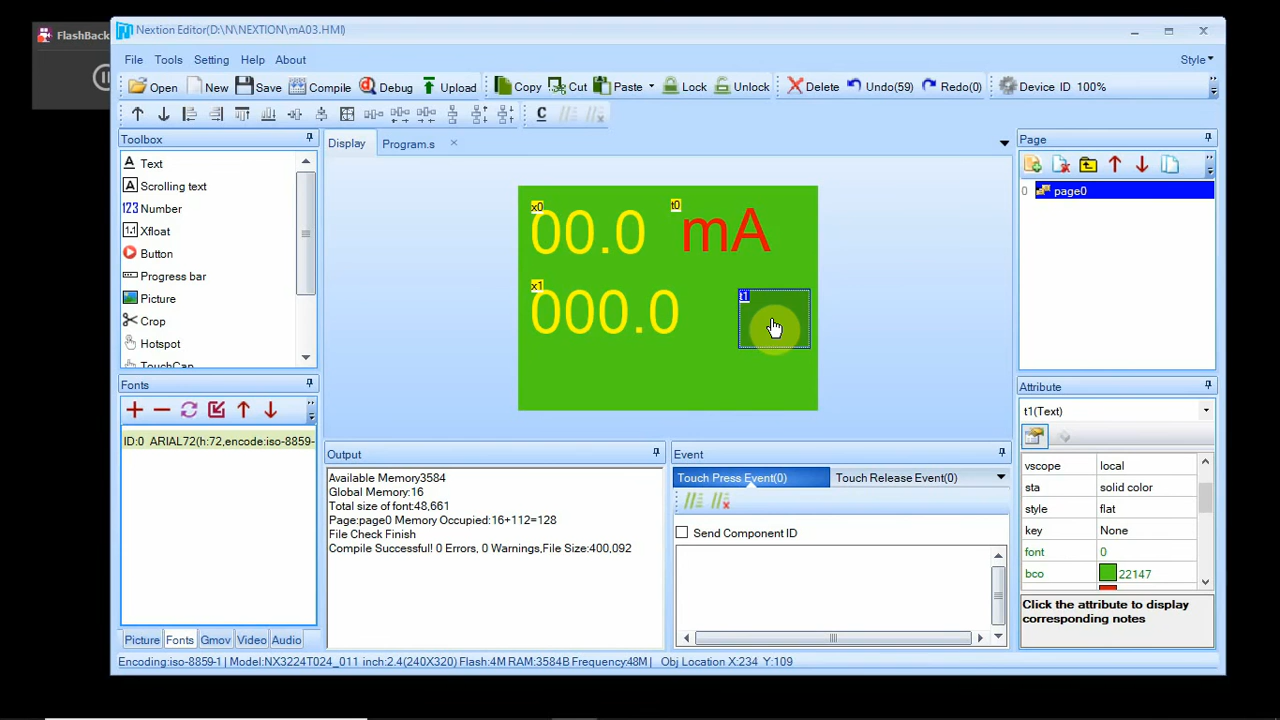 FlashBack
Nextion Editor(D:\N\NEXTION\mA03.HMI)
File Tools Setting Help About Style
Open New Save Compile Debug Upload Copy Cut Paste Lock Unlock Delete Undo(59) Redo(0) Device ID 100%
C
Toolbox
Display Program.s
Page
A Text
A Scrolling text
123 Number
1.1 Xfloat
Button
Progress bar
Picture
Crop
Hotspot
TouchCap
0 page0
x0 00.0
t0 mA
x1 000.0
t1
Fonts
ID:0 ARIAL72(h:72,encode:iso-8859-
Picture Fonts Gmov Video Audio
Output
Available Memory3584
Global Memory:16
Total size of font:48,661
Page:page0 Memory Occupied:16+112=128
File Check Finish
Compile Successful! 0 Errors, 0 Warnings,File Size:400,092
Event
Touch Press Event(0) Touch Release Event(0)
Send Component ID
Attribute
t1(Text)
vscope local
sta solid color
style flat
key None
font 0
bco 22147
Click the attribute to display
corresponding notes
Encoding:iso-8859-1 Model:NX3224T024_011 inch:2.4(240X320) Flash:4M RAM:3584B Frequency:48M Obj Location X:234 Y:109